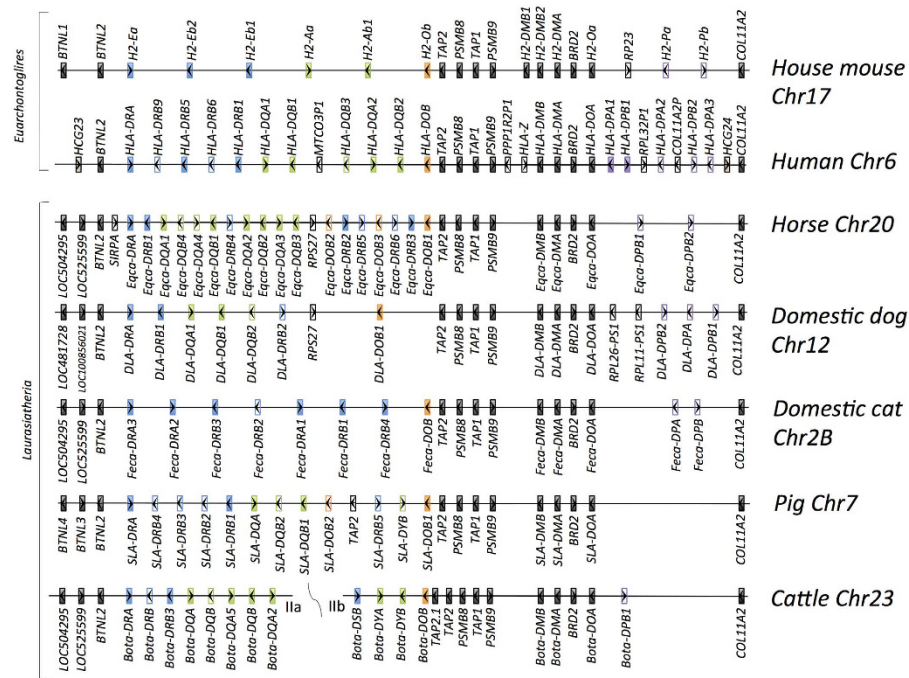 Euarchontoglires
BTNL1 BTNL2 H2-Ea H2-Eb2 H2-Eb1 H2-Aa H2-Ab1 H2-Ob TAP2 PSMB8 TAP1 PSMB9 H2-DMB1 H2-DMB2 H2-DMA BRD2 H2-Oa RP23 H2-Pa H2-Pb COL11A2
House mouse
Chr17
HCG23 BTNL2 HLA-DRA HLA-DRB9 HLA-DRB5 HLA-DRB6 HLA-DRB1 HLA-DQA1 HLA-DQB1 MTCO3P1 HLA-DQB3 HLA-DQA2 HLA-DQB2 HLA-DOB TAP2 PSMB8 TAP1 PSMB9 PPP1R2P1 HLA-Z HLA-DMB HLA-DMA BRD2 HLA-DOA HLA-DPA1 HLA-DPB1 RPL32P1 HLA-DPA2 COL11A2P HLA-DPB2 HLA-DPA3 HCG24 COL11A2
Human Chr6
Laurasiatheria
LOC504295 LOC525599 BTNL2 SIRPA Eqca-DRA Eqca-DRB1 Eqca-DQA1 Eqca-DQB4 Eqca-DQA4 Eqca-DQB1 Eqca-DRB4 Eqca-DQA2 Eqca-DQB2 Eqca-DQA3 Eqca-DQB3 RPS27 Eqca-DOB2 Eqca-DRB2 Eqca-DRB5 Eqca-DOB3 Eqca-DRB6 Eqca-DRB3 Eqca-DOB1 TAP2 PSMB8 TAP1 PSMB9 Eqca-DMB Eqca-DMA BRD2 Eqca-DOA Eqca-DPB1 Eqca-DPB2 COL11A2
Horse Chr20
LOC481728 LOC100856021 BTNL2 DLA-DRA DLA-DRB1 DLA-DQA1 DLA-DQB1 DLA-DQB2 DLA-DRB2 RPS27 DLA-DOB1 TAP2 PSMB8 TAP1 PSMB9 DLA-DMB DLA-DMA BRD2 DLA-DOA RPL26-PS1 RPL11-PS1 DLA-DPB2 DLA-DPA DLA-DPB1 COL11A2
Domestic dog
Chr12
LOC504295 LOC525599 BTNL2 Feca-DRA3 Feca-DRA2 Feca-DRB3 Feca-DRB2 Feca-DRA1 Feca-DRB1 Feca-DRB4 Feca-DOB TAP2 PSMB8 TAP1 PSMB9 Feca-DMB Feca-DMA BRD2 Feca-DOA Feca-DPA Feca-DPB COL11A2
Domestic cat
Chr2B
BTNL4 BTNL3 BTNL2 SLA-DRA SLA-DRB4 SLA-DRB3 SLA-DRB2 SLA-DRB1 SLA-DQA SLA-DQB2 SLA-DQB1 SLA-DOB2 TAP2 SLA-DRB5 SLA-DYB SLA-DOB1 TAP2 PSMB8 TAP1 PSMB9 SLA-DMB SLA-DMA BRD2 SLA-DOA COL11A2
Pig Chr7
LOC504295 LOC525599 BTNL2 Bota-DRA Bota-DRB Bota-DRB3 Bota-DQA Bota-DQB Bota-DQA5 Bota-DQB Bota-DQA2 IIa IIb Bota-DSB Bota-DYA Bota-DYB Bota-DOB TAP2.1 TAP2 PSMB8 TAP1 PSMB9 Bota-DMB Bota-DMA BRD2 Bota-DOA Bota-DPB1 COL11A2
Cattle Chr23